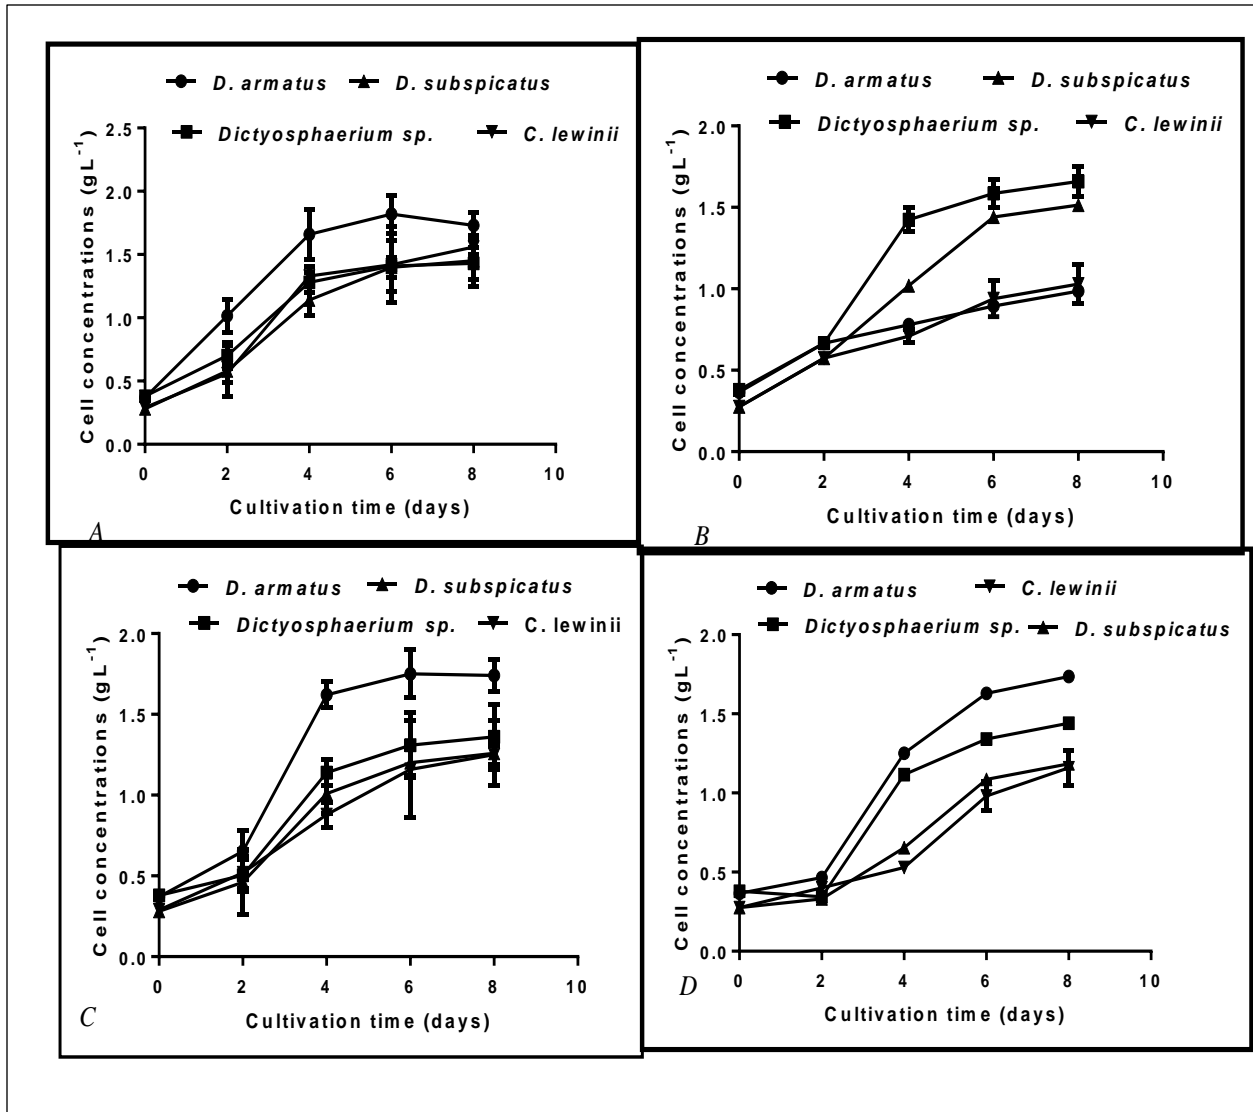 D. armatus D. subspicatus
Dictyosphaerium sp. C. lewinii
Cell concentrations (gL-1)
2.5
2.0
1.5
1.0
0.5
0.0
0 2 4 6 8 10
Cultivation time (days)
A
D. armatus D. subspicatus
Dictyosphaerium sp. C. lewinii
Cell concentrations (gL-1)
2.0
1.5
1.0
0.5
0.0
0 2 4 6 8 10
Cultivation time (days)
B
D. armatus D. subspicatus
Dictyosphaerium sp. C. lewinii
Cell concentrations (gL-1)
2.0
1.5
1.0
0.5
0.0
0 2 4 6 8 10
Cultivation time (days)
C
D. armatus C. lewinii
Dictyosphaerium sp. D. subspicatus
Cell concentrations (gL-1)
2.0
1.5
1.0
0.5
0.0
0 2 4 6 8 10
Cultivation time (days)
D